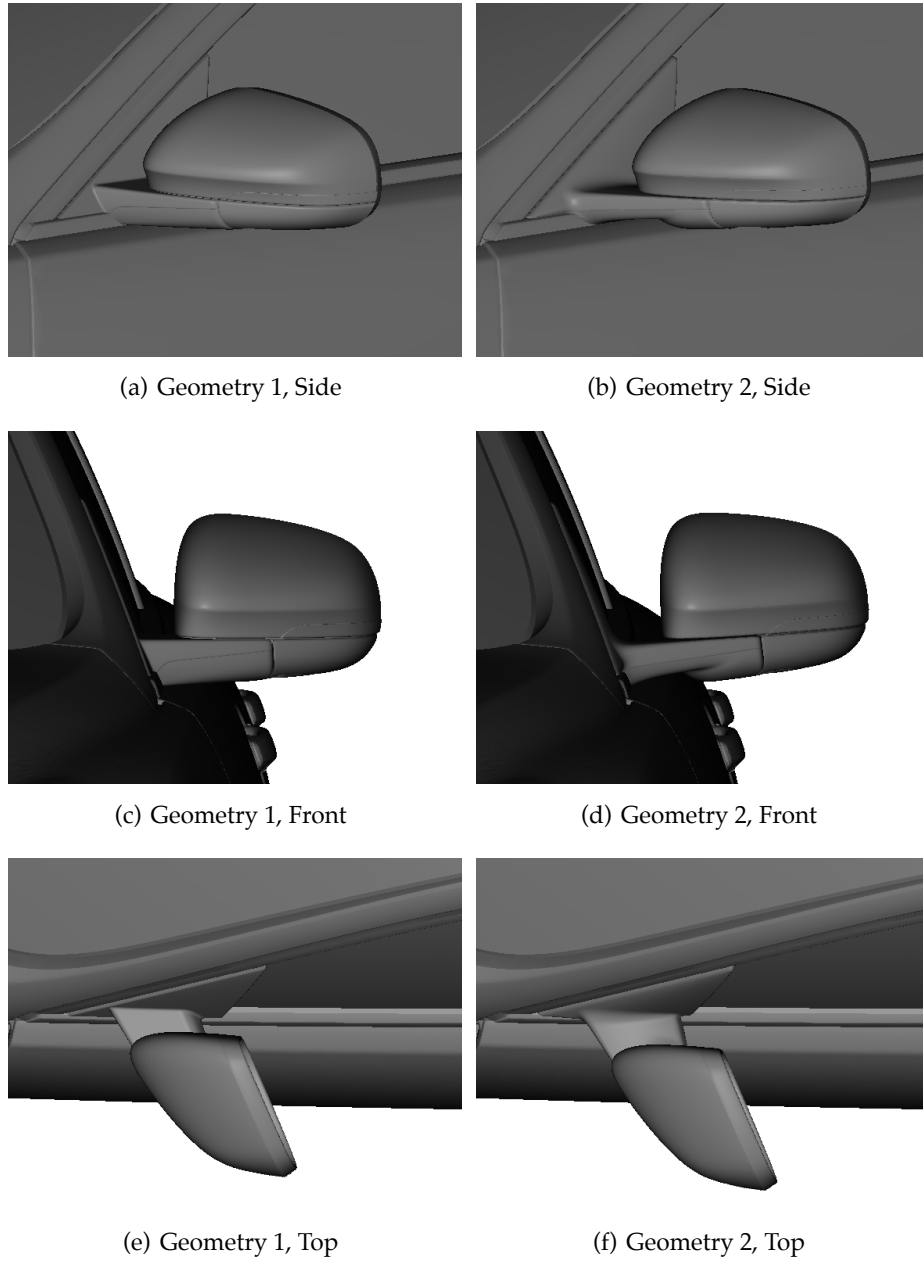 (a) Geometry 1, Side
(b) Geometry 2, Side
(c) Geometry 1, Front
(d) Geometry 2, Front
(e) Geometry 1, Top
(f) Geometry 2, Top